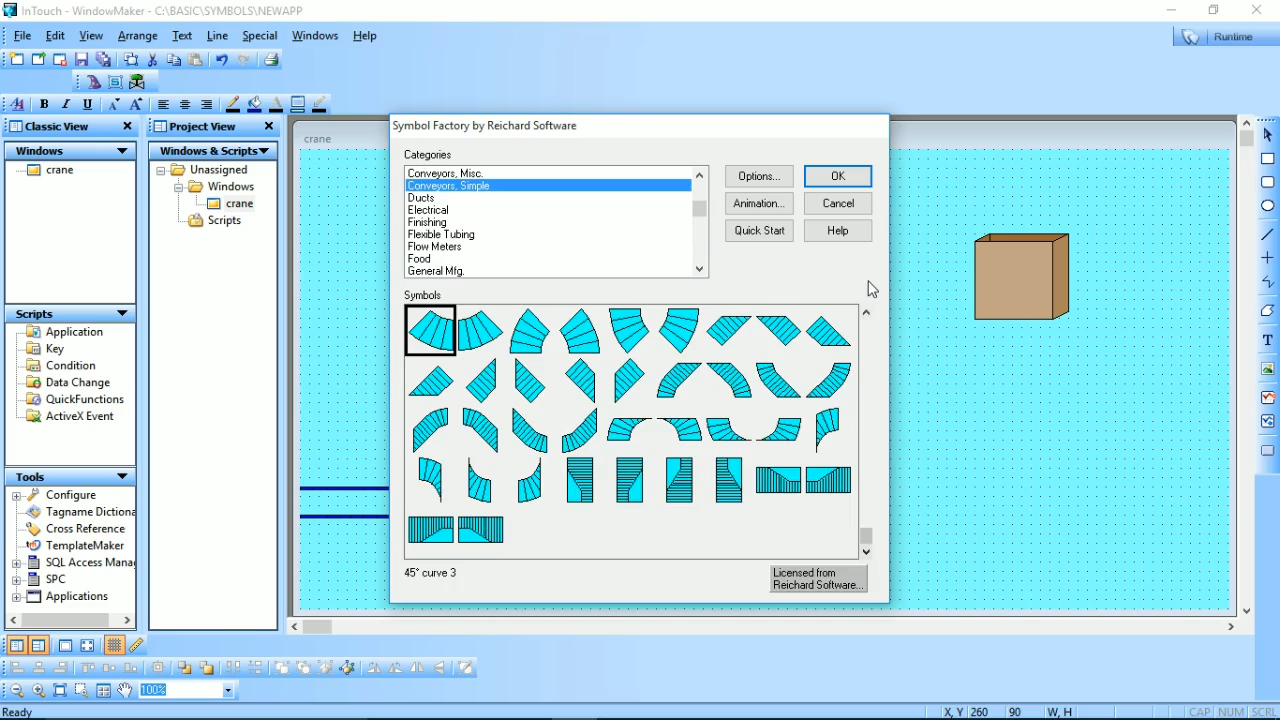 InTouch - WindowMaker - C:\BASIC\SYMBOLS\NEWAPP
File Edit View Arrange Text Line Special Windows Help
Runtime
B I U
Classic View
Windows
crane
Scripts
Application
Key
Condition
Data Change
QuickFunctions
ActiveX Event
Tools
Configure
Tagname Dictiona
Cross Reference
TemplateMaker
SQL Access Mana
SPC
Applications
Project View
Windows & Scripts
Unassigned
Windows
crane
Scripts
crane
Symbol Factory by Reichard Software
Categories
Conveyors, Misc.
Conveyors, Simple
Ducts
Electrical
Finishing
Flexible Tubing
Flow Meters
Food
General Mfg.
Options...
OK
Animation...
Cancel
Quick Start
Help
Symbols
45° curve 3
Licensed from
Reichard Software...
T
100%
Ready
X, Y 260 90 W, H
CAP NUM SCRL